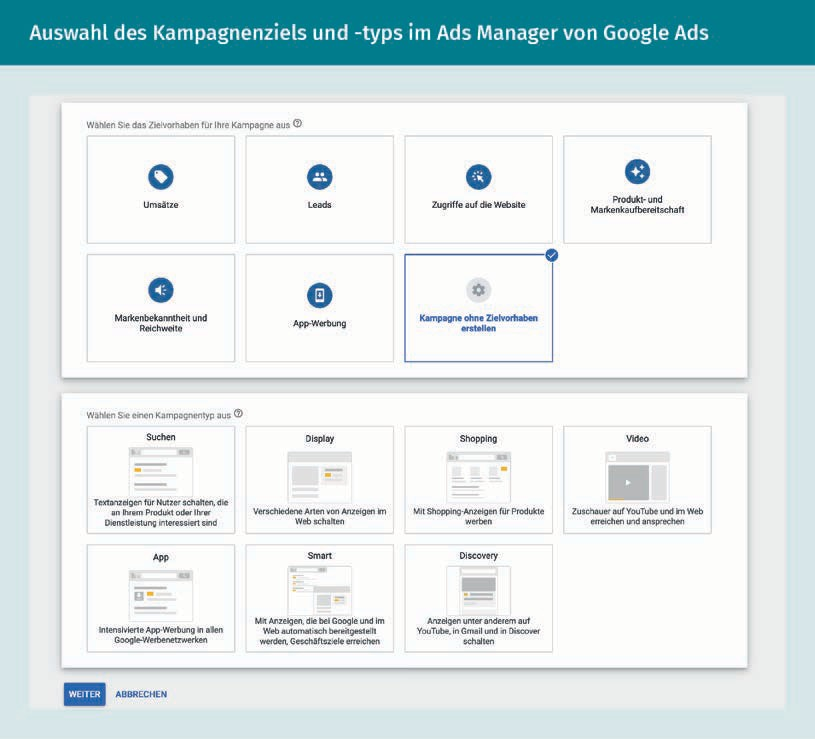 Auswahl des Kampagnenziels und -typs im Ads Manager von Google Ads
Wählen Sie das Zielvorhaben für Ihre Kampagne aus
Umsätze
Leads
Zugriffe auf die Website
Produkt- und
Markenkaufbereitschaft
Markenbekanntheit und
Reichweite
App-Werbung
Kampagne ohne Zielvorhaben
erstellen
Wählen Sie einen Kampagnentyp aus
Suchen
Textanzeigen für Nutzer schalten, die
an Ihrem Produkt oder Ihrer
Dienstleistung interessiert sind
Display
Verschiedene Arten von Anzeigen im
Web schalten
Shopping
Mit Shopping-Anzeigen für Produkte
werben
Video
Zuschauer auf YouTube und im Web
erreichen und ansprechen
App
Intensivierte App-Werbung in allen
Google-Werbenetzwerken
Smart
Mit Anzeigen, die bei Google und im
Web automatisch bereitgestellt
werden, Geschäftsziele erreichen
Discovery
Anzeigen unter anderem auf
YouTube, in Gmail und in Discover
schalten
WEITER
ABBRECHEN